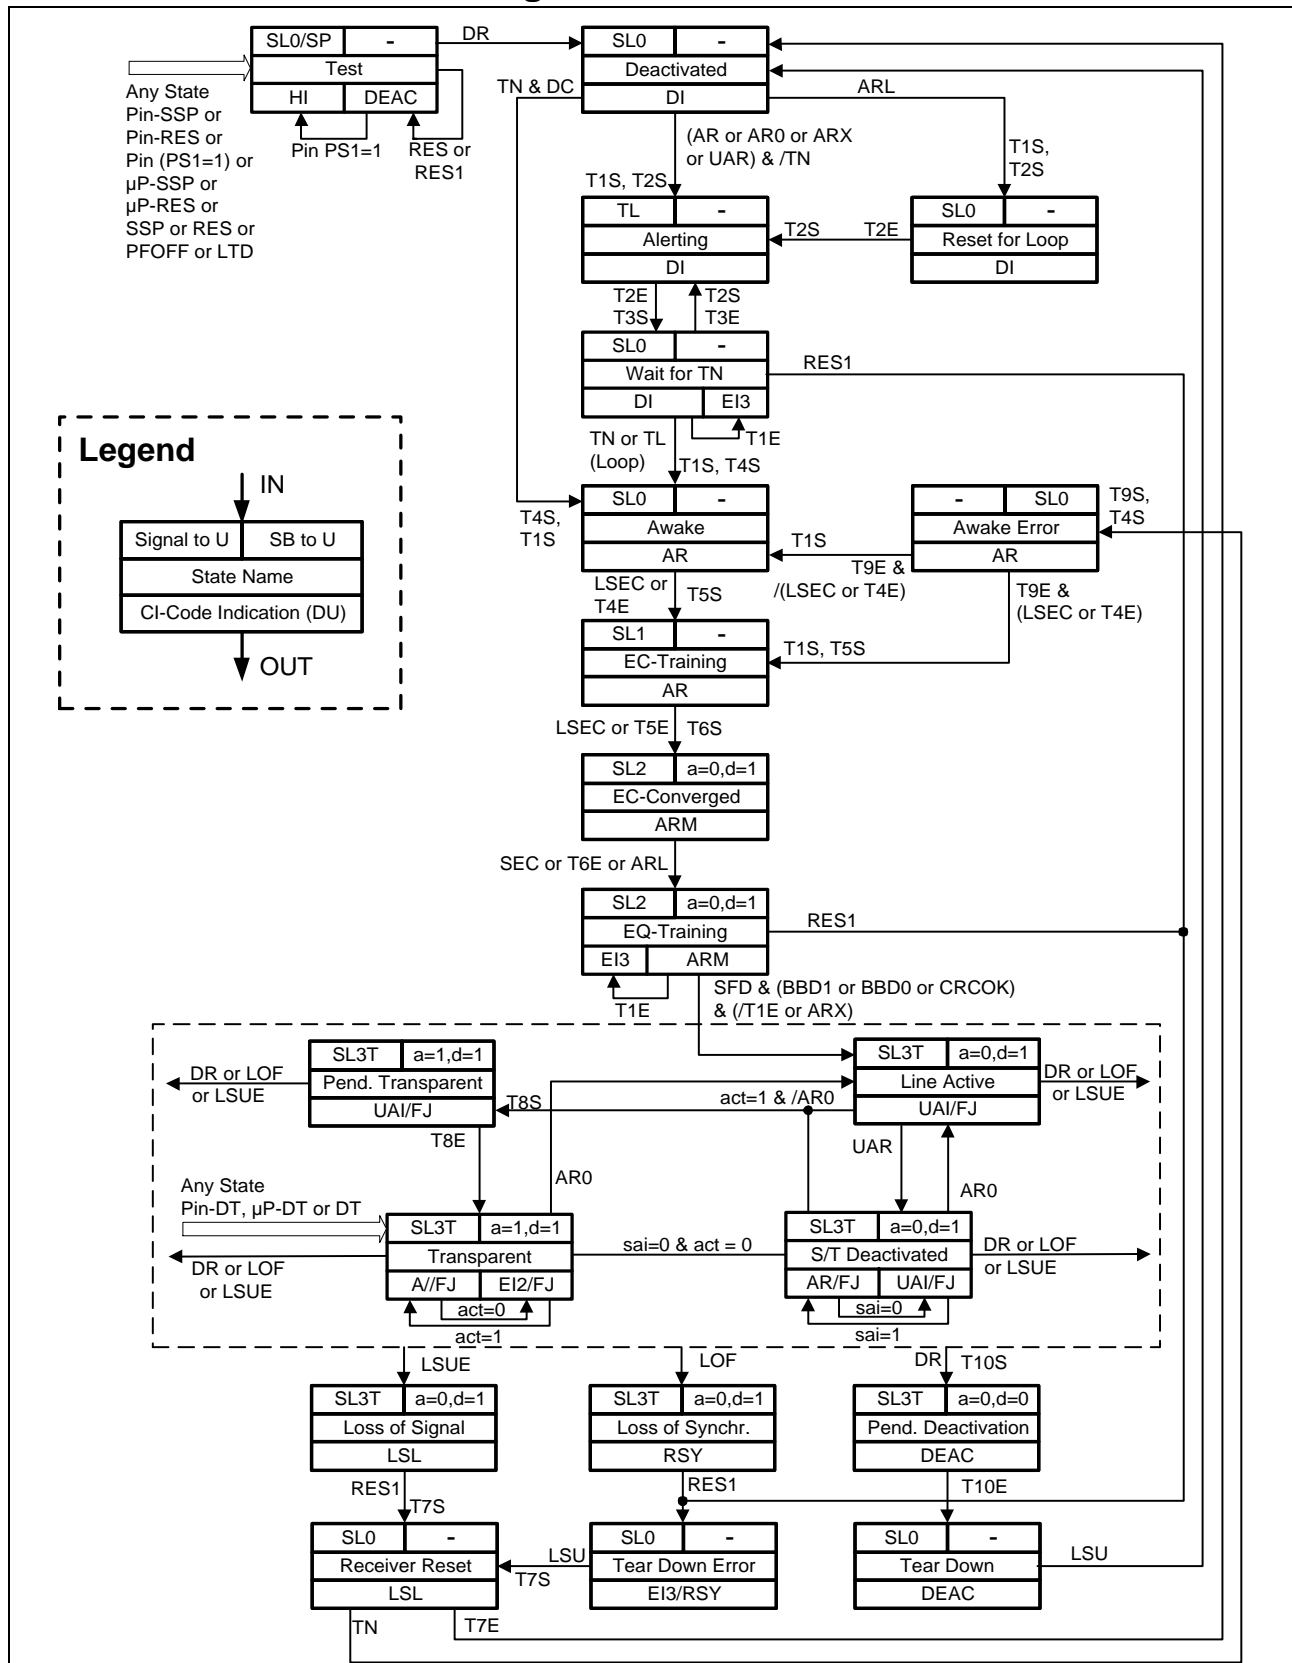 SL0/SP -
Test
HI DEAC
Pin PS1=1
RES or
RES1
DR
Any State
Pin-SSP or
Pin-RES or
Pin (PS1=1) or
µP-SSP or
µP-RES or
SSP or RES or
PFOFF or LTD
SL0 -
Deactivated
DI
TN & DC
ARL
(AR or AR0 or ARX
or UAR) & /TN
T1S, T2S
T1S,
T2S
TL -
Alerting
DI
T2S T2E
SL0 -
Reset for Loop
DI
T2E
T3S
T2S
T3E
SL0 -
Wait for TN
DI EI3
RES1
T1E
TN or TL
(Loop)
T1S, T4S
Legend
IN
Signal to U SB to U
State Name
CI-Code Indication (DU)
OUT
T4S,
T1S
SL0 -
Awake
AR
T1S
- SL0
Awake Error
AR
T9S,
T4S
T9E &
/(LSEC or T4E)
T9E &
(LSEC or T4E)
LSEC or
T4E
T5S
SL1 -
EC-Training
AR
T1S, T5S
LSEC or T5E T6S
SL2 a=0,d=1
EC-Converged
ARM
SEC or T6E or ARL
SL2 a=0,d=1
EQ-Training
EI3 ARM
RES1
T1E
SFD & (BBD1 or BBD0 or CRCOK)
& (/T1E or ARX)
DR or LOF
or LSUE
SL3T a=1,d=1
Pend. Transparent
UAI/FJ
T8S
act=1 & /AR0
SL3T a=0,d=1
Line Active
UAI/FJ
DR or LOF
or LSUE
T8E
AR0
UAR
AR0
Any State
Pin-DT, µP-DT or DT
DR or LOF
or LSUE
SL3T a=1,d=1
Transparent
A//FJ EI2/FJ
act=0
act=1
sai=0 & act = 0
SL3T a=0,d=1
S/T Deactivated
AR/FJ UAI/FJ
sai=0
sai=1
DR or LOF
or LSUE
LSUE
LOF
DR T10S
SL3T a=0,d=1
Loss of Signal
LSL
SL3T a=0,d=1
Loss of Synchr.
RSY
SL3T a=0,d=0
Pend. Deactivation
DEAC
RES1
T7S
RES1
T10E
SL0 -
Receiver Reset
LSL
LSU
T7S
SL0 -
Tear Down Error
EI3/RSY
SL0 -
Tear Down
DEAC
LSU
TN
T7E